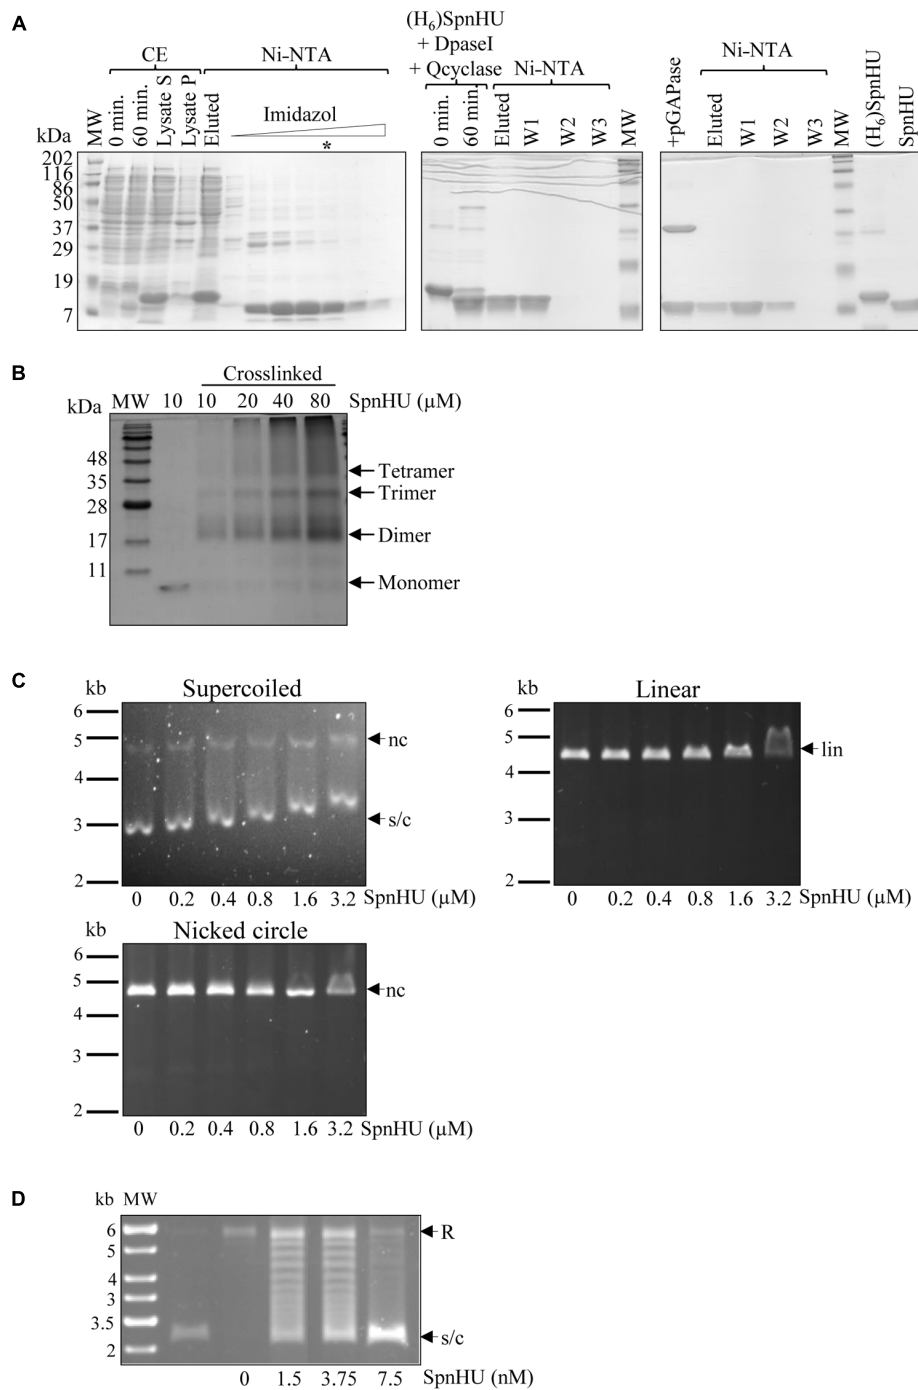 A
CE
Ni-NTA
kDa
MW
0 min.
60 min.
Lysate S
Lysate P
Eluted
Imidazol
*
202
116
86
50
37
29
19
7
(H6)SpnHU
+ DpaseI
+ Qcyclase
Ni-NTA
0 min.
60 min.
Eluted
W1
W2
W3
MW
Ni-NTA
+pGAPase
Eluted
W1
W2
W3
MW
(H6)SpnHU
SpnHU
B
Crosslinked
kDa MW 10 10 20 40 80 SpnHU (µM)
48
35
28
17
11
Tetramer
Trimer
Dimer
Monomer
C
kb Supercoiled
6
5
4
3
2
nc
s/c
0 0.2 0.4 0.8 1.6 3.2 SpnHU (µM)
kb Linear
6
5
4
3
2
lin
0 0.2 0.4 0.8 1.6 3.2 SpnHU (µM)
kb Nicked circle
6
5
4
3
2
nc
0 0.2 0.4 0.8 1.6 3.2 SpnHU (µM)
D
kb MW
6
5
4
3
3.5
2
R
s/c
0 1.5 3.75 7.5 SpnHU (nM)